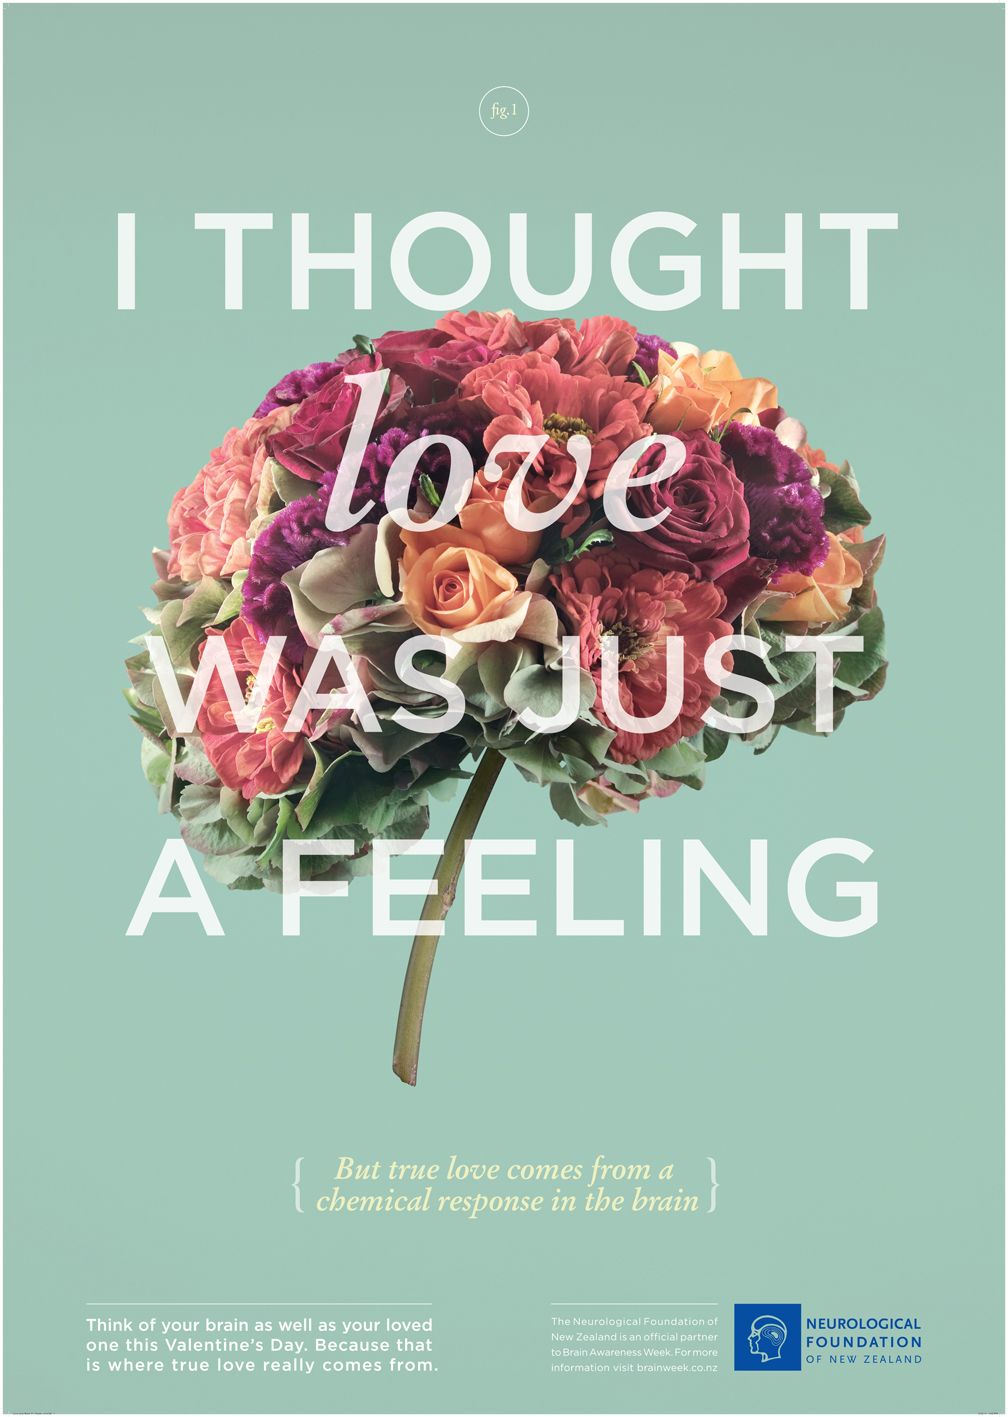 fig.1
I THOUGHT
love
WAS JUST
A FEELING
{ But true love comes from a
chemical response in the brain }
Think of your brain as well as your loved
one this Valentine’s Day. Because that
is where true love really comes from.
The Neurological Foundation of
New Zealand is an official partner
to Brain Awareness Week. For more
information visit brainweek.co.nz
NEUROLOGICAL
FOUNDATION
OF NEW ZEALAND